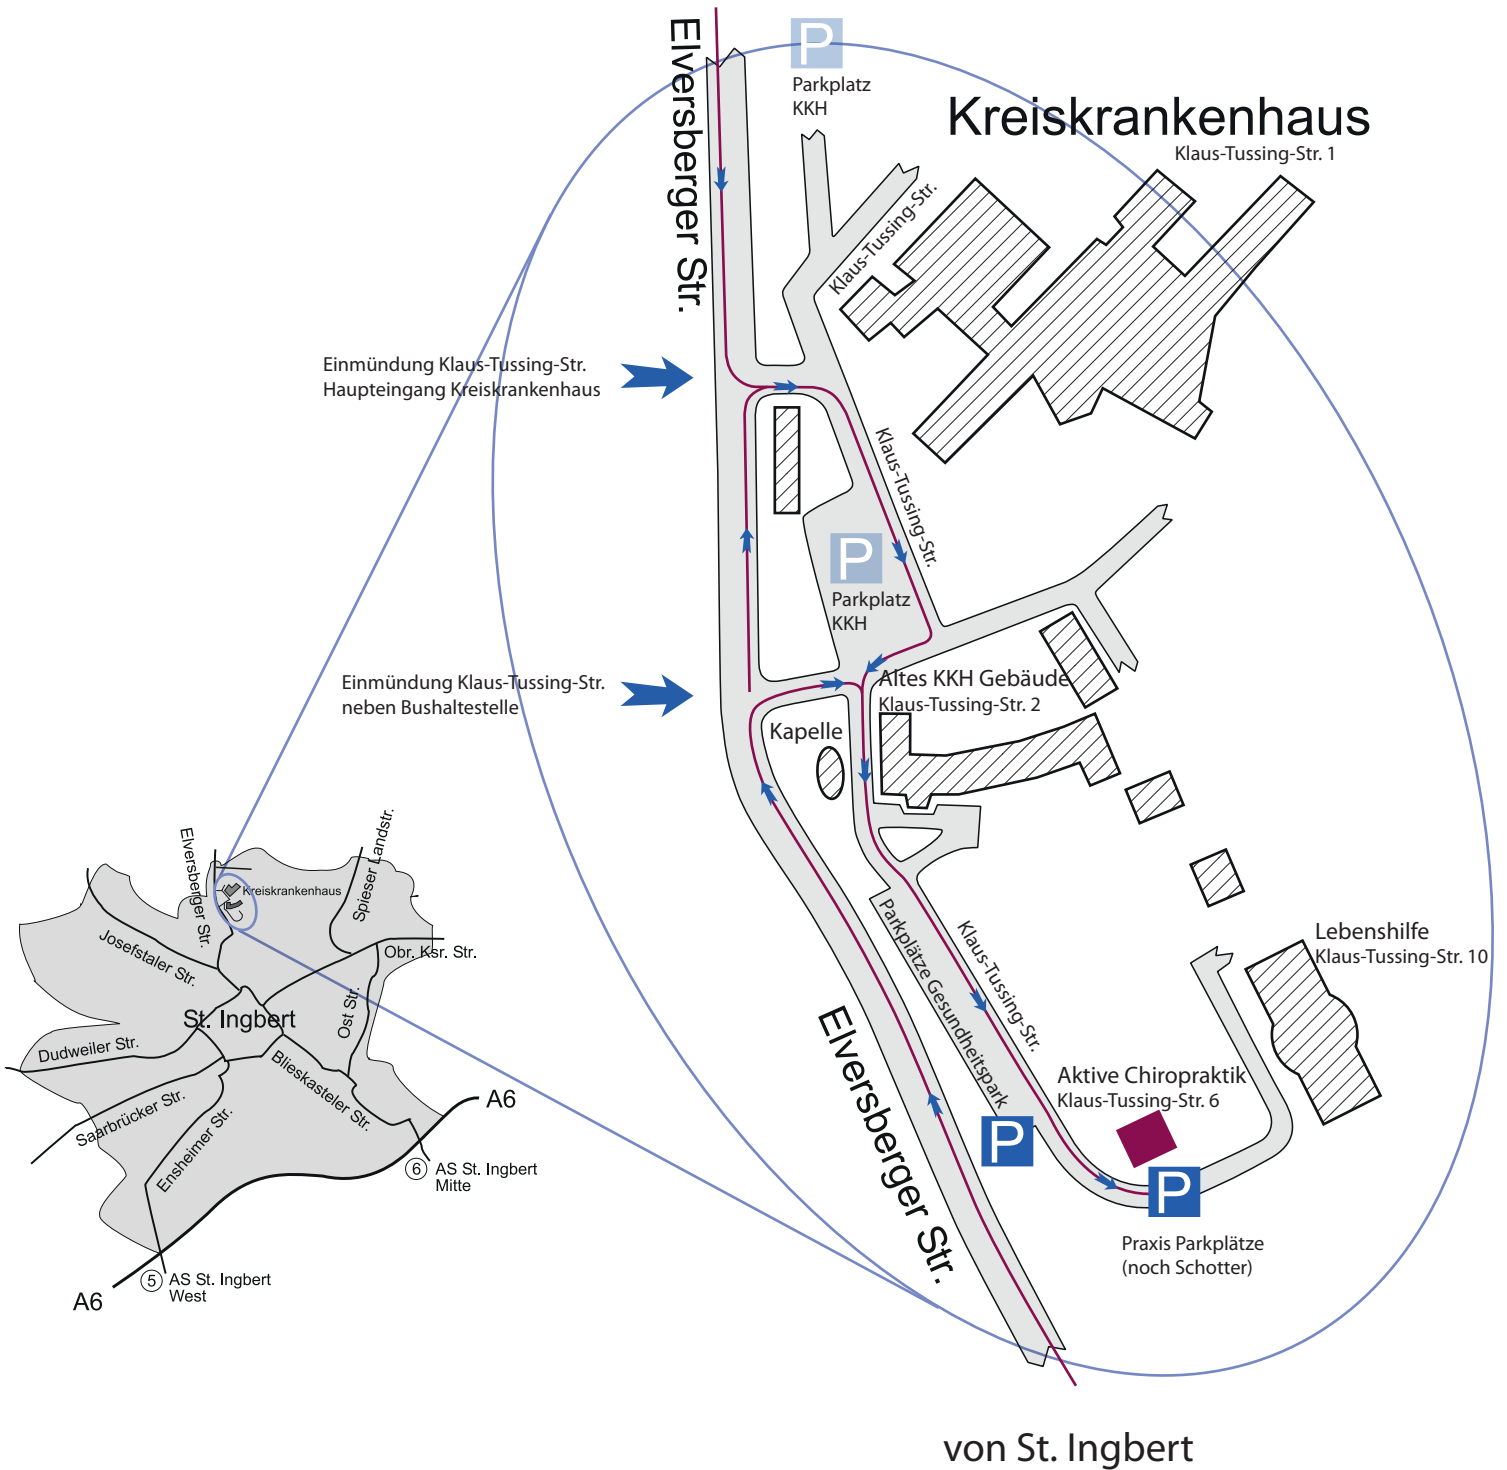 Elversberger Str.
P
Parkplatz
KKH
Kreiskrankenhaus
Klaus-Tussing-Str. 1
Klaus-Tussing-Str.
Einmündung Klaus-Tussing-Str.
Haupteingang Kreiskrankenhaus
Klaus-Tussing-Str.
P
Parkplatz
KKH
Einmündung Klaus-Tussing-Str.
neben Bushaltestelle
Altes KKH Gebäude
Klaus-Tussing-Str. 2
Kapelle
Parkplätze Gesundheitspark
Klaus-Tussing-Str.
Lebenshilfe
Klaus-Tussing-Str. 10
Elversberger Str.
Aktive Chiropraktik
Klaus-Tussing-Str. 6
P
P
Praxis Parkplätze
(noch Schotter)
von St. Ingbert
Elversberger Str.
Kreiskrankenhaus
Spieser Landstr.
Josefstaler Str.
Obr. Ksr. Str.
St. Ingbert
Ost Str.
Dudweiler Str.
Blieskasteler Str.
Saarbrücker Str.
Ensheimer Str.
A6
6 AS St. Ingbert
Mitte
5 AS St. Ingbert
West
A6